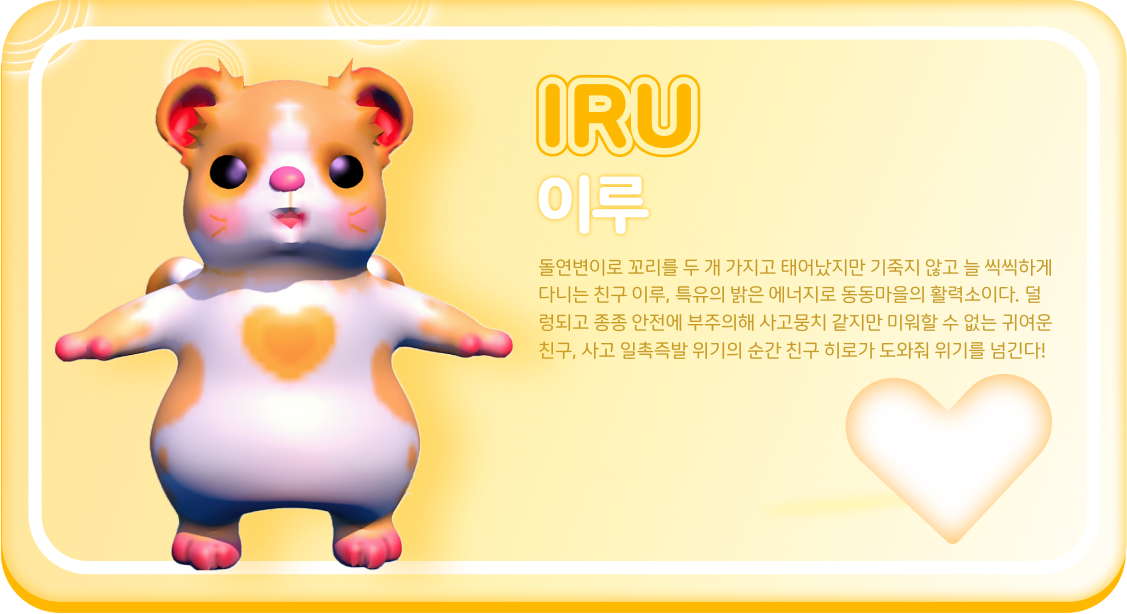 IRU
이루
돌연변이로 꼬리를 두 개 가지고 태어났지만 기죽지 않고 늘 씩씩하게
다니는 친구 이루, 특유의 밝은 에너지로 동동마을의 활력소이다. 덜
렁되고 종종 안전에 부주의해 사고뭉치 같지만 미워할 수 없는 귀여운
친구, 사고 일촉즉발 위기의 순간 친구 히로가 도와줘 위기를 넘긴다!